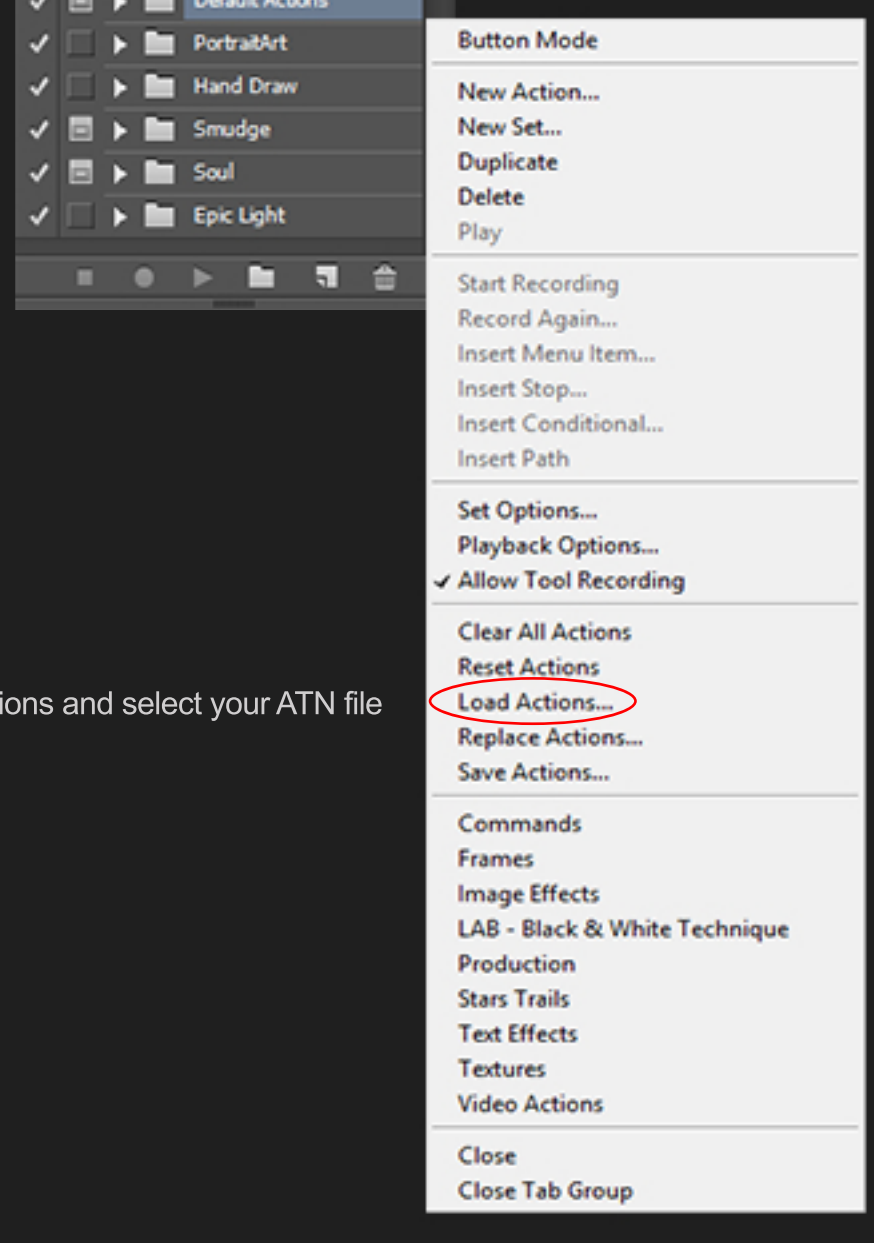 Default Actions
PortraitArt
Hand Draw
Smudge
Soul
Epic Light
Button Mode
New Action...
New Set...
Duplicate
Delete
Play
Start Recording
Record Again...
Insert Menu Item...
Insert Stop...
Insert Conditional...
Insert Path
Set Options...
Playback Options...
Allow Tool Recording
Clear All Actions
Reset Actions
ions and select your ATN file
Load Actions...
Replace Actions...
Save Actions...
Commands
Frames
Image Effects
LAB - Black & White Technique
Production
Stars Trails
Text Effects
Textures
Video Actions
Close
Close Tab Group